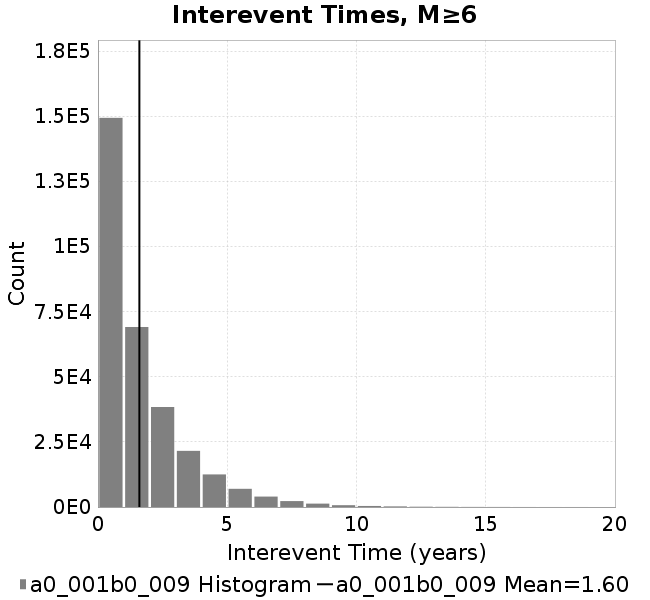 Interevent Times, M≥6
1.8E5
1.5E5
1.3E5
1E5
7.5E4
5E4
2.5E4
0E0
Count
0 5 10 15 20
Interevent Time (years)
a0_001b0_009 Histogram a0_001b0_009 Mean=1.60